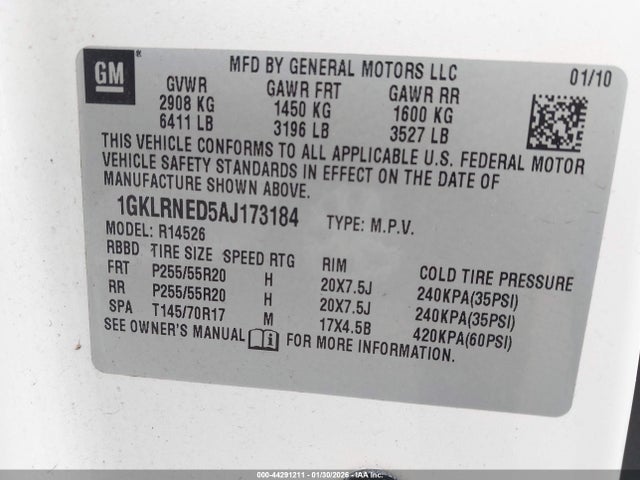 GM
MFD BY GENERAL MOTORS LLC 01/10
GVWR GAWR FRT GAWR RR
2908 KG 1450 KG 1600 KG
6411 LB 3196 LB 3527 LB
THIS VEHICLE CONFORMS TO ALL APPLICABLE U.S. FEDERAL MOTOR
VEHICLE SAFETY STANDARDS IN EFFECT ON THE DATE OF
MANUFACTURE SHOWN ABOVE.
1GKLRNED5AJ173184 TYPE: M.P.V.
MODEL: R14526
RBBD TIRE SIZE SPEED RTG RIM COLD TIRE PRESSURE
FRT P255/55R20 H 20X7.5J 240KPA(35PSI)
RR P255/55R20 H 20X7.5J 240KPA(35PSI)
SPA T145/70R17 M 17X4.5B 420KPA(60PSI)
SEE OWNER'S MANUAL i FOR MORE INFORMATION.
000-44291211 - 01/30/2026 - IAA Inc.